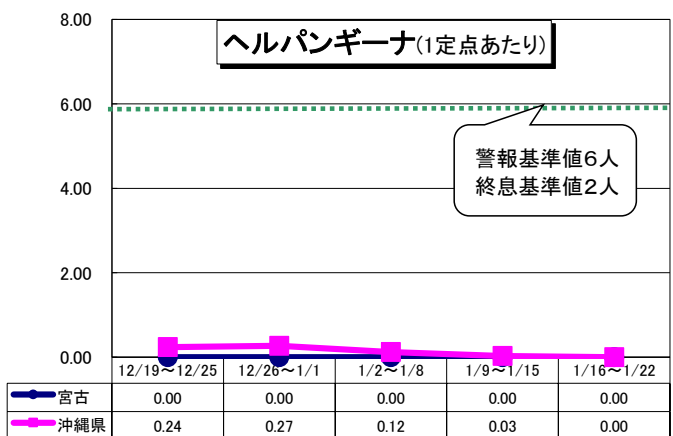 ヘルパンギーナ(1定点あたり)
8.00
6.00
警報基準値6人
終息基準値2人
4.00
2.00
0.00
12/19～12/25 12/26～1/1 1/2～1/8 1/9～1/15 1/16～1/22
宮古 0.00 0.00 0.00 0.00 0.00
沖縄県 0.24 0.27 0.12 0.03 0.00